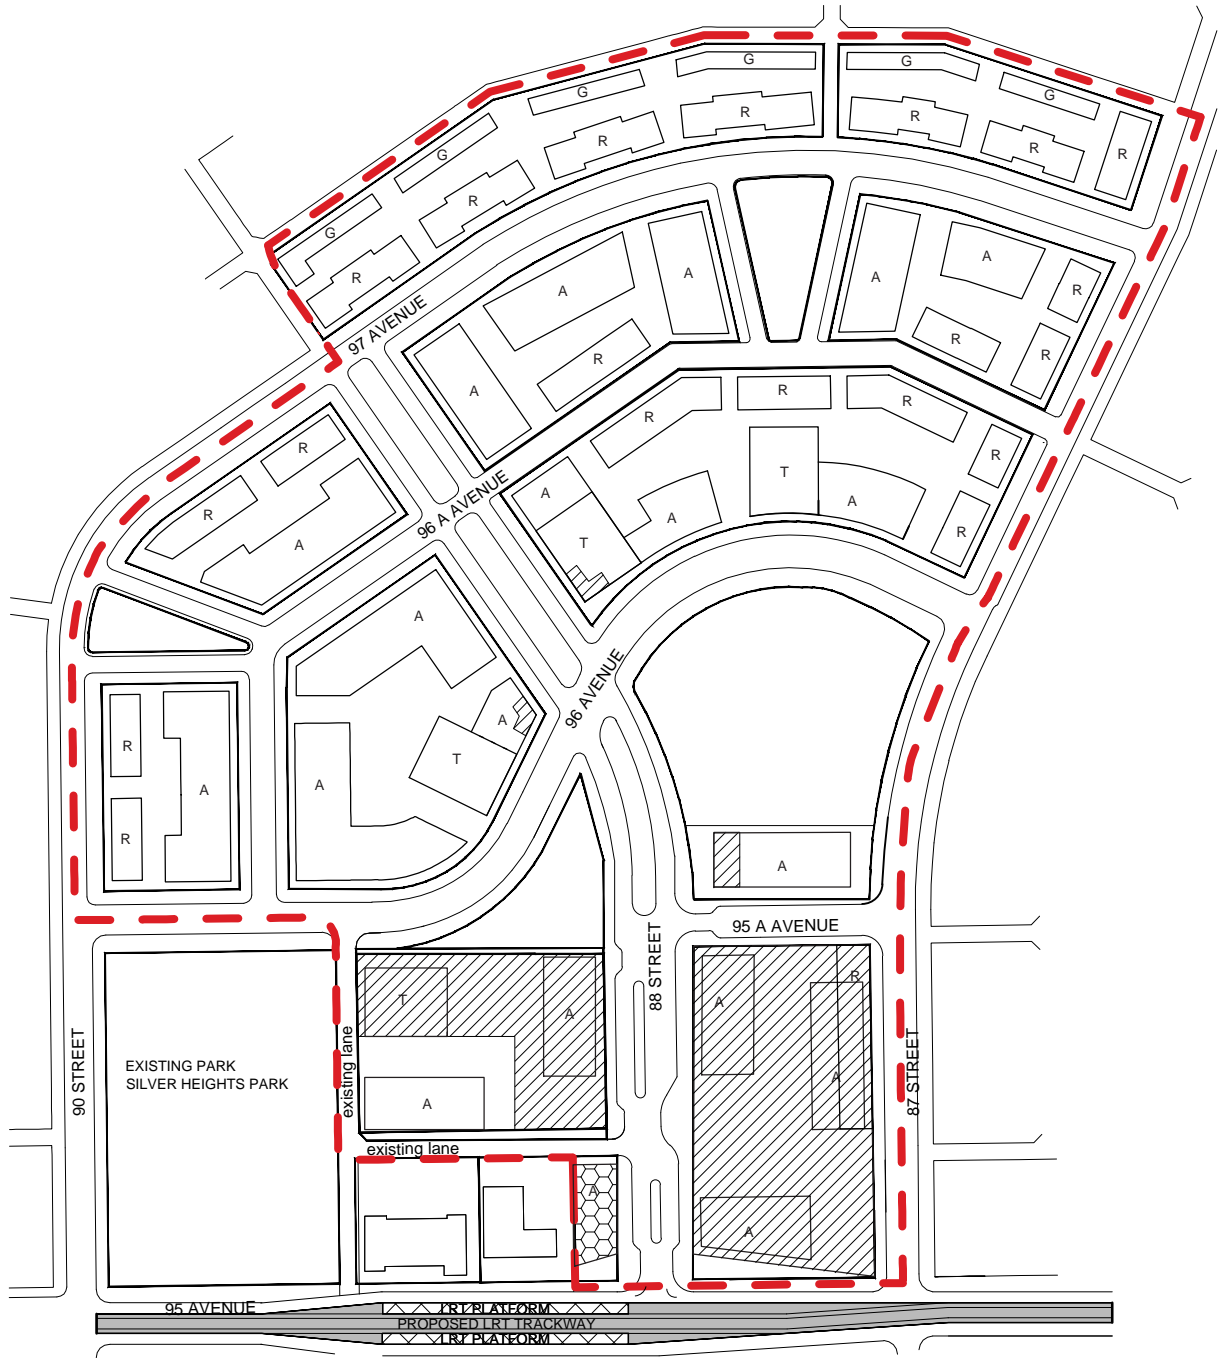 G
G
R
R
G
G
R
R
R
G
R
R
G
R
A
A
A
R
A
97 AVENUE
R
R
R
A
R
R
R
R
R
R
T
A
A
A
R
R
96 A AVENUE
A
T
R
A
96 AVENUE
A
T
R
A
A
R
A
95 A AVENUE
88 STREET
T
A
A
R
A
A
A
87 STREET
90 STREET
EXISTING PARK
SILVER HEIGHTS PARK
existing lane
existing lane
A
95 AVENUE
LRT PLATFORM
PROPOSED LRT TRACKWAY
LRT PLATFORM